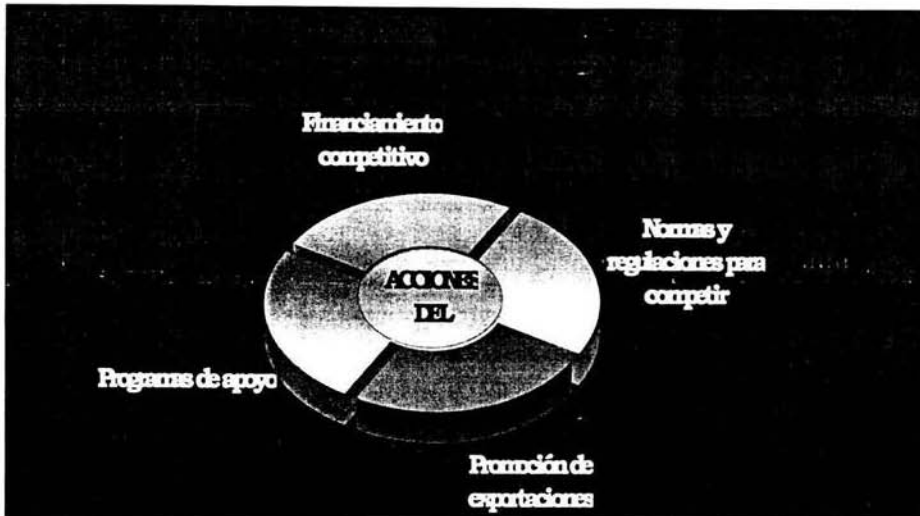 Financiamiento
competitivo
Normas y
regulaciones para
competir
ACCIONES
DEL
Programas de apoyo
Promoción de
exportaciones